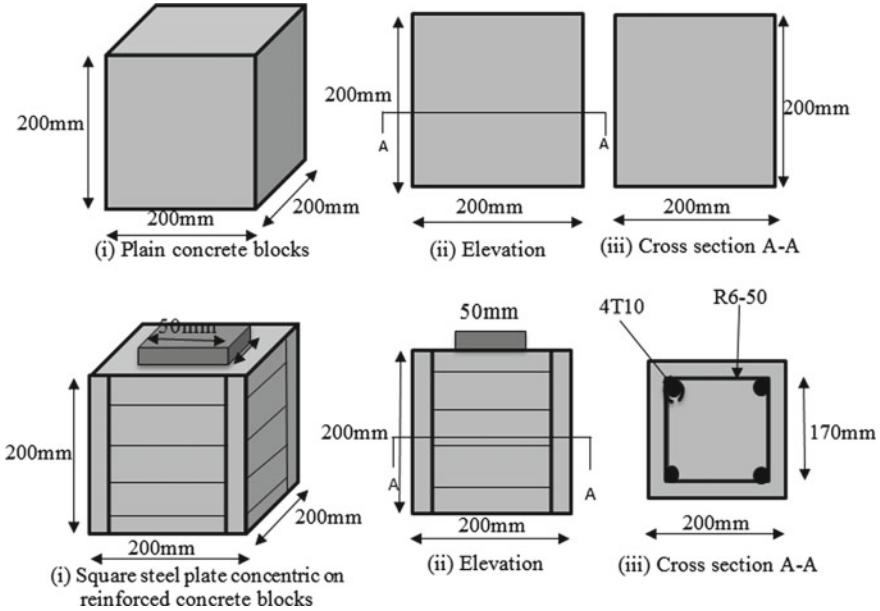 200mm
200mm
200mm
(i) Plain concrete blocks
200mm
A
A
200mm
(ii) Elevation
200mm
200mm
(iii) Cross section A-A
50mm
200mm
200mm
200mm
(i) Square steel plate concentric on
reinforced concrete blocks
50mm
200mm
A
A
200mm
(ii) Elevation
4T10
R6-50
170mm
200mm
(iii) Cross section A-A